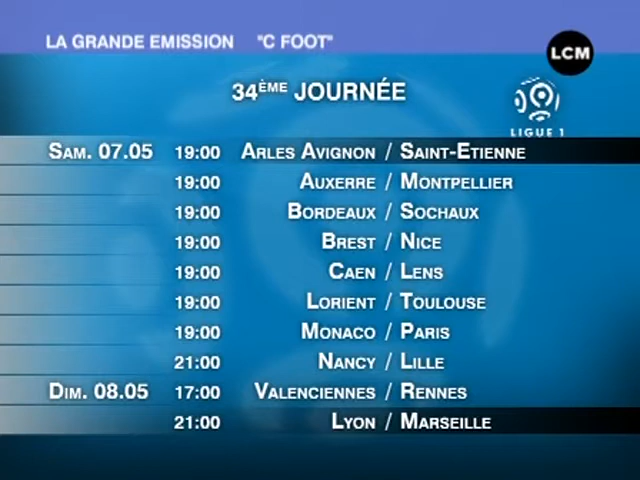 LA GRANDE EMISSION "C FOOT"
LCM
34ÈME JOURNÉE
LIGUE 1
SAM. 07.05 19:00 ARLES AVIGNON / SAINT-ETIENNE
19:00 AUXERRE / MONTPELLIER
19:00 BORDEAUX / SOCHAUX
19:00 BREST / NICE
19:00 CAEN / LENS
19:00 LORIENT / TOULOUSE
19:00 MONACO / PARIS
21:00 NANCY / LILLE
DIM. 08.05 17:00 VALENCIENNES / RENNES
21:00 LYON / MARSEILLE